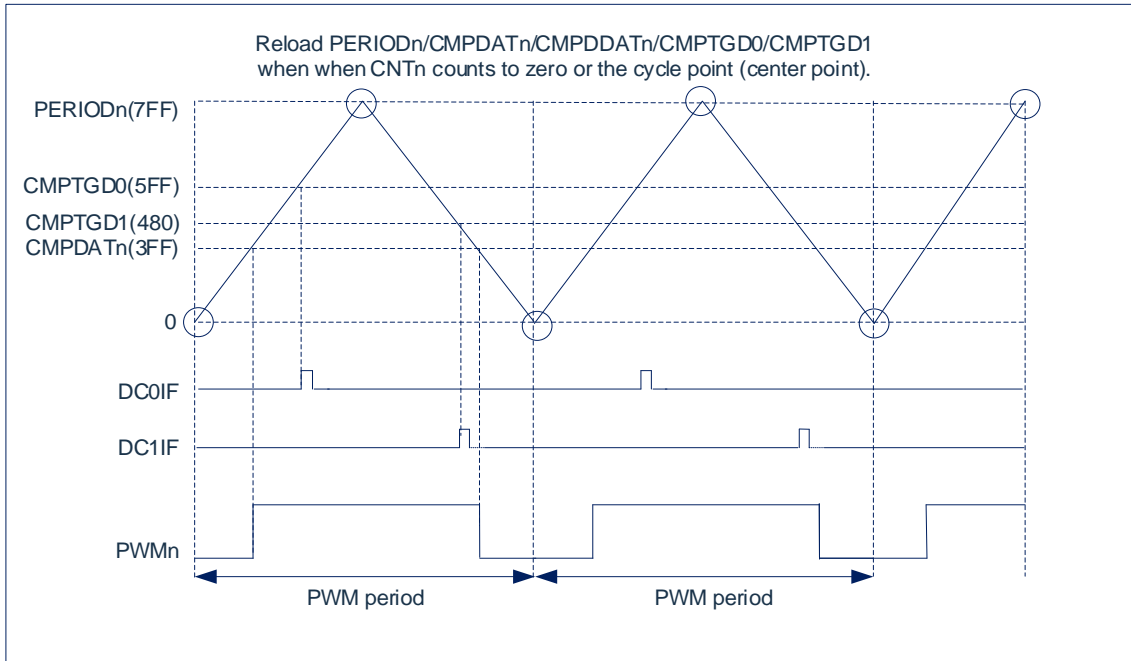 Reload PERIODn/CMPDATn/CMPDDATn/CMPTGD0/CMPTGD1
when when CNTn counts to zero or the cycle point (center point).
PERIODn(7FF)
CMPTGD0(5FF)
CMPTGD1(480)
CMPDATn(3FF)
0
DC0IF
DC1IF
PWMn
PWM period
PWM period